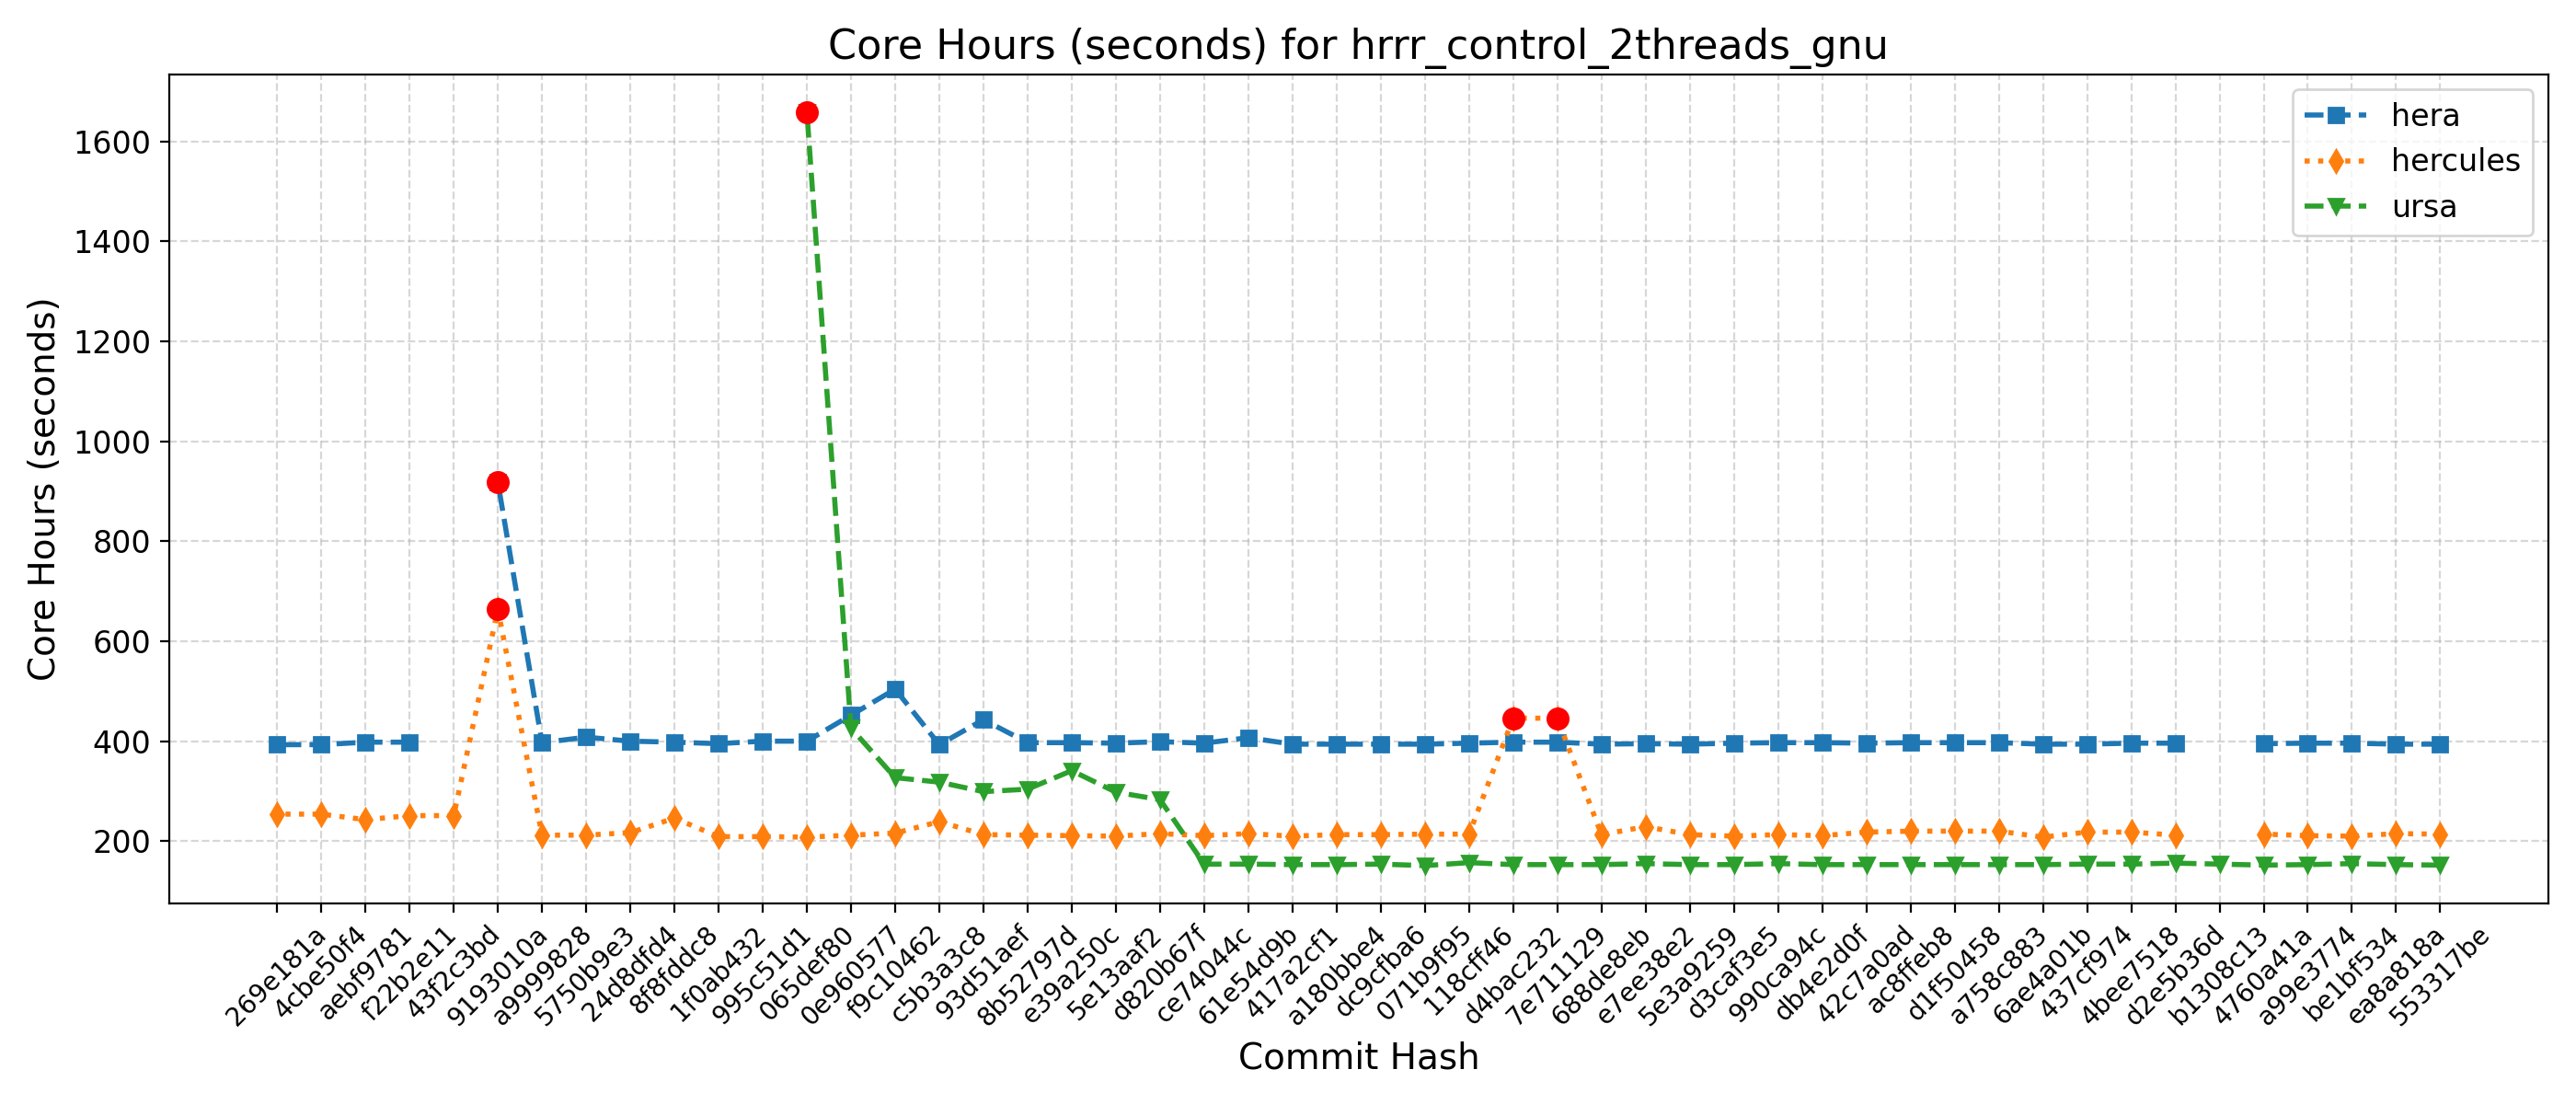 Core Hours (seconds) for hrrr_control_2threads_gnu
hera
hercules
ursa
Core Hours (seconds)
1600
1400
1200
1000
800
600
400
200
269e181a
4cbe50f4
aebf9781
f22b2e11
43f2c3bd
9193010a
a9999828
5750b9e3
24d8dfd4
8f8fddc8
1f0ab432
995c51d1
065def80
0e960577
f9c10462
c5b3a3c8
93d51aef
8b52797d
e39a250c
5e13aaf2
d820b67f
ce74044c
61e54d9b
417a2cf1
a180bbe4
dc9cfba6
071b9f95
118cff46
d4bac232
7e711129
688de8eb
e7ee38e2
5e3a9259
d3caf3e5
990ca94c
db4e2d0f
42c7a0ad
ac8ffeb8
d1f50458
a758c883
6ae4a01b
437cf974
4bee7518
d2e5b36d
b1308c13
4760a41a
a99e3774
be1bf534
ea8a818a
553317be
Commit Hash